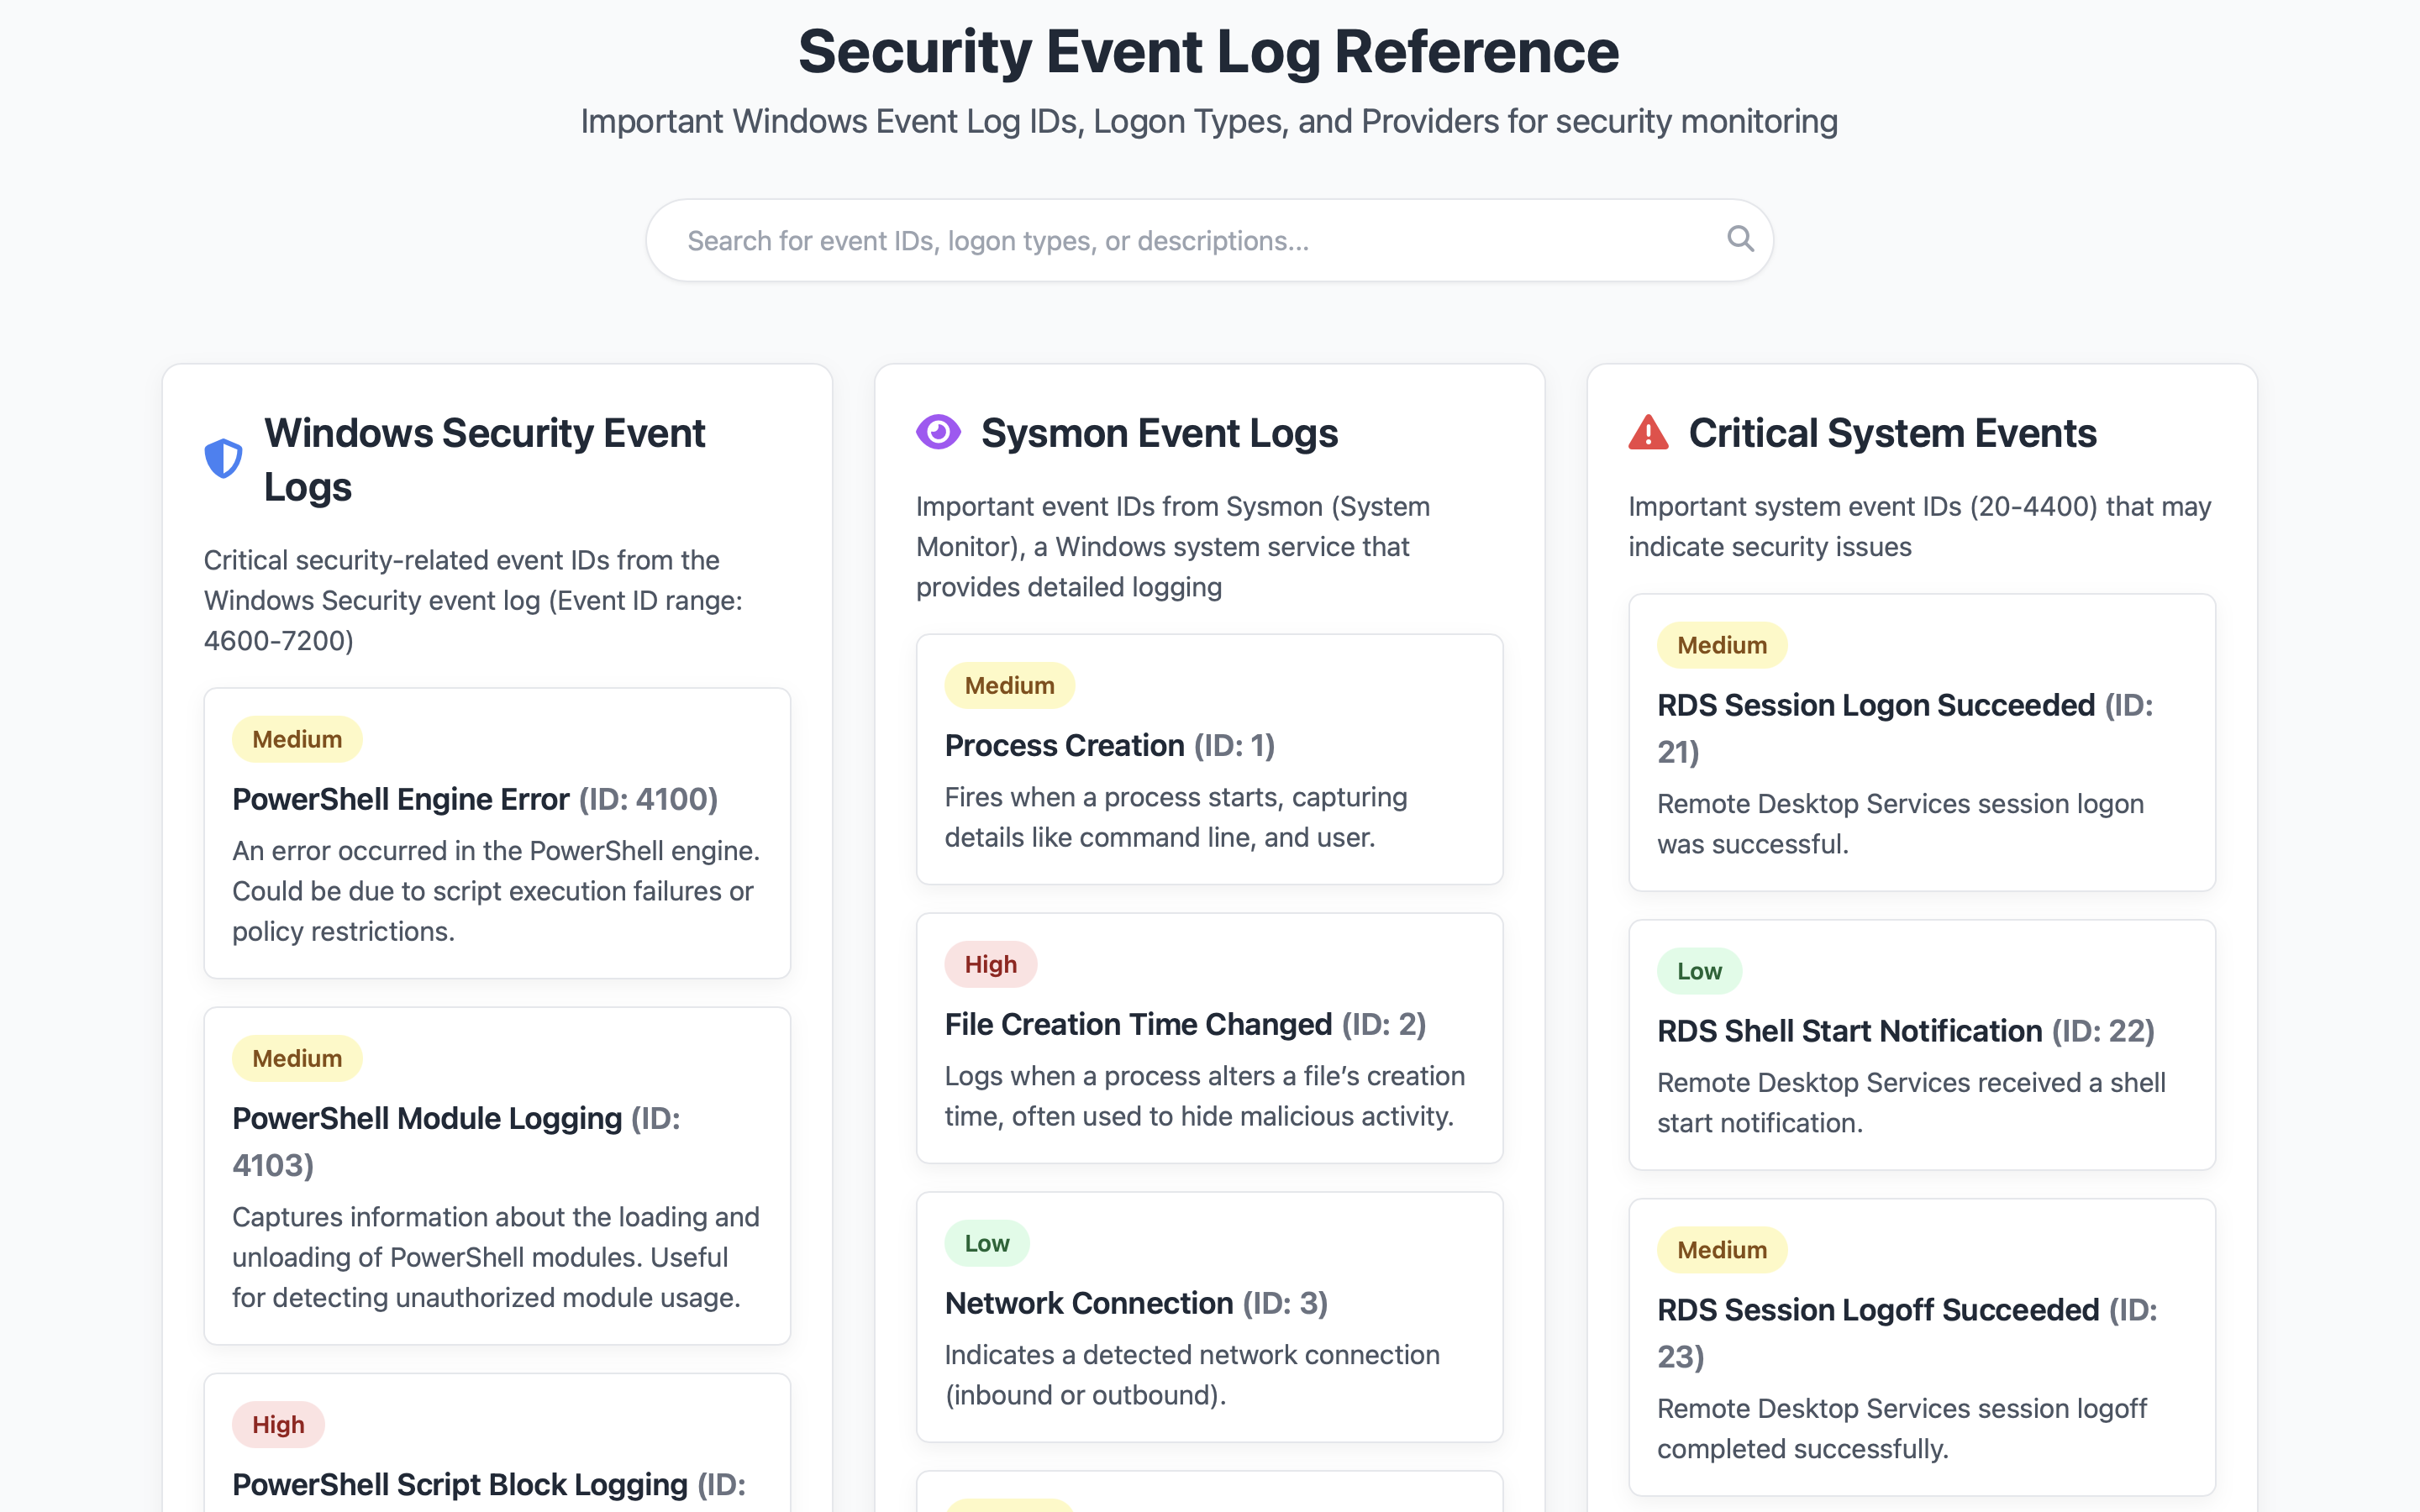 Security Event Log Reference
Important Windows Event Log IDs, Logon Types, and Providers for security monitoring
Search for event IDs, logon types, or descriptions...
Windows Security Event
Logs
Critical security-related event IDs from the
Windows Security event log (Event ID range:
4600-7200)
Medium
PowerShell Engine Error (ID: 4100)
An error occurred in the PowerShell engine.
Could be due to script execution failures or
policy restrictions.
Medium
PowerShell Module Logging (ID:
4103)
Captures information about the loading and
unloading of PowerShell modules. Useful
for detecting unauthorized module usage.
High
PowerShell Script Block Logging (ID:
Sysmon Event Logs
Important event IDs from Sysmon (System
Monitor), a Windows system service that
provides detailed logging
Medium
Process Creation (ID: 1)
Fires when a process starts, capturing
details like command line, and user.
High
File Creation Time Changed (ID: 2)
Logs when a process alters a file’s creation
time, often used to hide malicious activity.
Low
Network Connection (ID: 3)
Indicates a detected network connection
(inbound or outbound).
Critical System Events
Important system event IDs (20-4400) that may
indicate security issues
Medium
RDS Session Logon Succeeded (ID:
21)
Remote Desktop Services session logon
was successful.
Low
RDS Shell Start Notification (ID: 22)
Remote Desktop Services received a shell
start notification.
Medium
RDS Session Logoff Succeeded (ID:
23)
Remote Desktop Services session logoff
completed successfully.